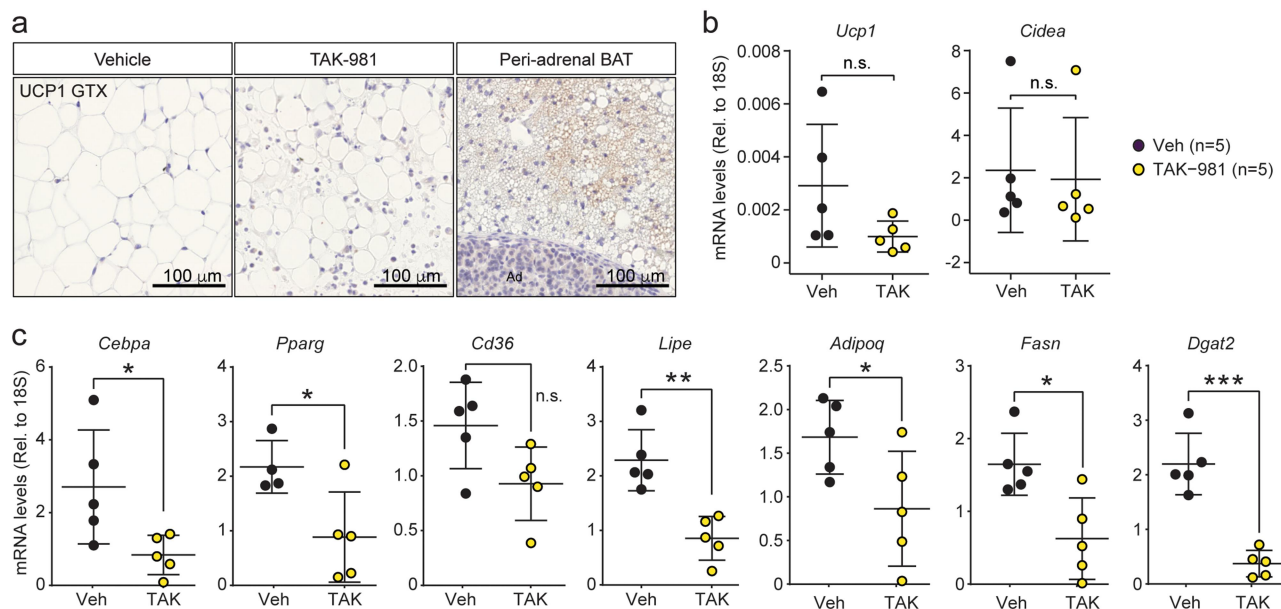 a
Vehicle
TAK-981
Peri-adrenal BAT
UCP1 GTX
100 µm
100 µm
Ad
100 µm
b
Ucp1
Cidea
mRNA levels (Rel. to 18S)
0.008
0.006
0.004
0.002
0
n.s.
Veh
TAK
8
6
4
2
0
-2
n.s.
Veh
TAK
Veh (n=5)
TAK−981 (n=5)
c
mRNA levels (Rel. to 18S)
Cebpa
6
4
2
0
*
Veh
TAK
Pparg
4
3
2
1
0
*
Veh
TAK
Cd36
2.0
1.5
1.0
0.5
0
n.s.
Veh
TAK
Lipe
4
3
2
1
0
**
Veh
TAK
Adipoq
2.5
2.0
1.5
1.0
0.5
0
*
Veh
TAK
Fasn
3
2
1
0
*
Veh
TAK
Dgat2
4
3
2
1
0
***
Veh
TAK